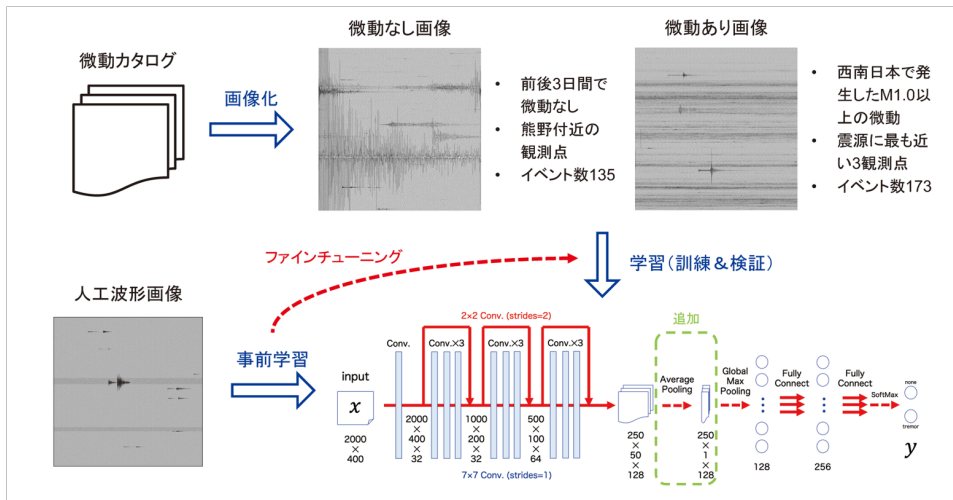 微動カタログ
画像化
微動なし画像
• 前後3日間で
微動なし
• 熊野付近の
観測点
• イベント数135
微動あり画像
• 西南日本で発
生したM1.0以
上の微動
• 震源に最も近
い3観測点
• イベント数173
ファインチューニング
学習（訓練＆検証）
人工波形画像
事前学習
input
x
2000
×
400
2×2 Conv. (strides=2)
Conv.
Conv.×3
Conv.×3
Conv.×3
2000
×
400
×
32
1000
×
200
×
32
500
×
100
×
64
7×7 Conv. (strides=1)
250
×
50
×
128
追加
Average
Pooling
250
×
1
×
128
Global
Max
Pooling
128
Fully
Connect
256
Fully
Connect
SoftMax
none
tremor
y